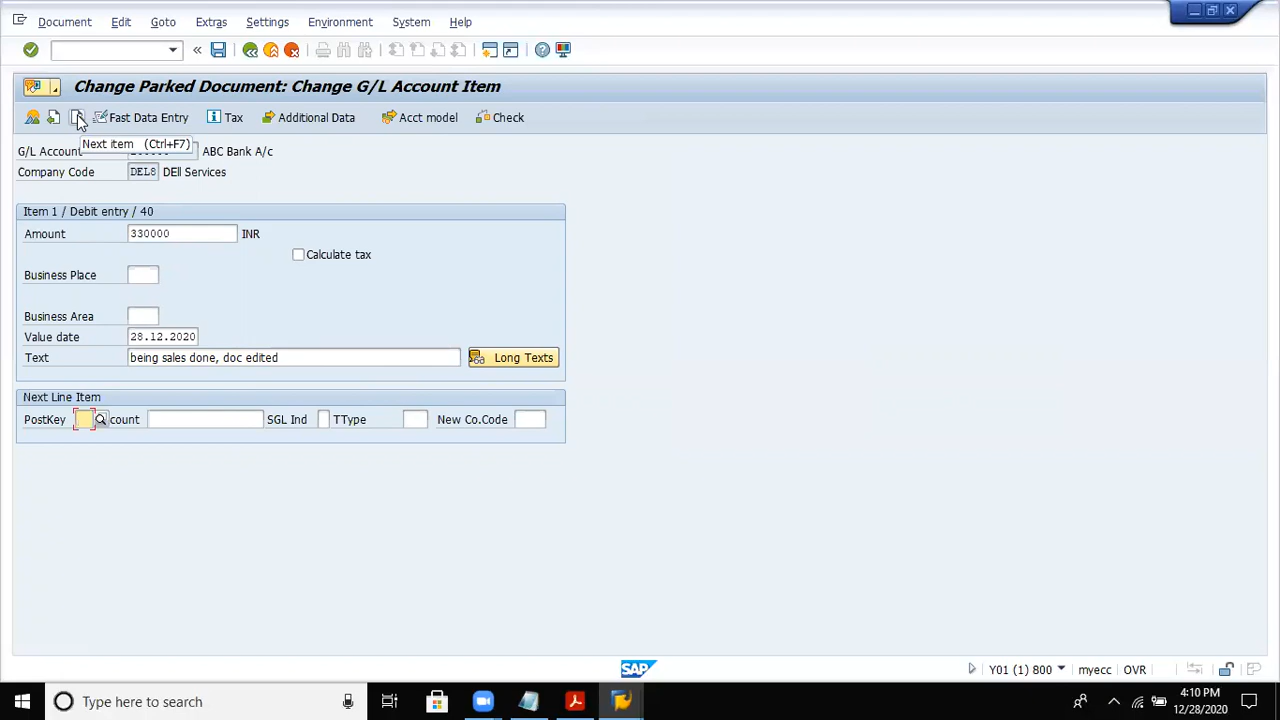 Document Edit Goto Extras Settings Environment System Help
Change Parked Document: Change G/L Account Item
Fast Data Entry Tax Additional Data Acct model Check
Next item (Ctrl+F7)
G/L Account ABC Bank A/c
Company Code DEL8 DEll Services
Item 1 / Debit entry / 40
Amount 330000 INR
Calculate tax
Business Place
Business Area
Value date 28.12.2020
Text being sales done, doc edited Long Texts
Next Line Item
PostKey count SGL Ind TType New Co.Code
SAP
Y01 (1) 800 myecc OVR
Type here to search
4:10 PM
12/28/2020